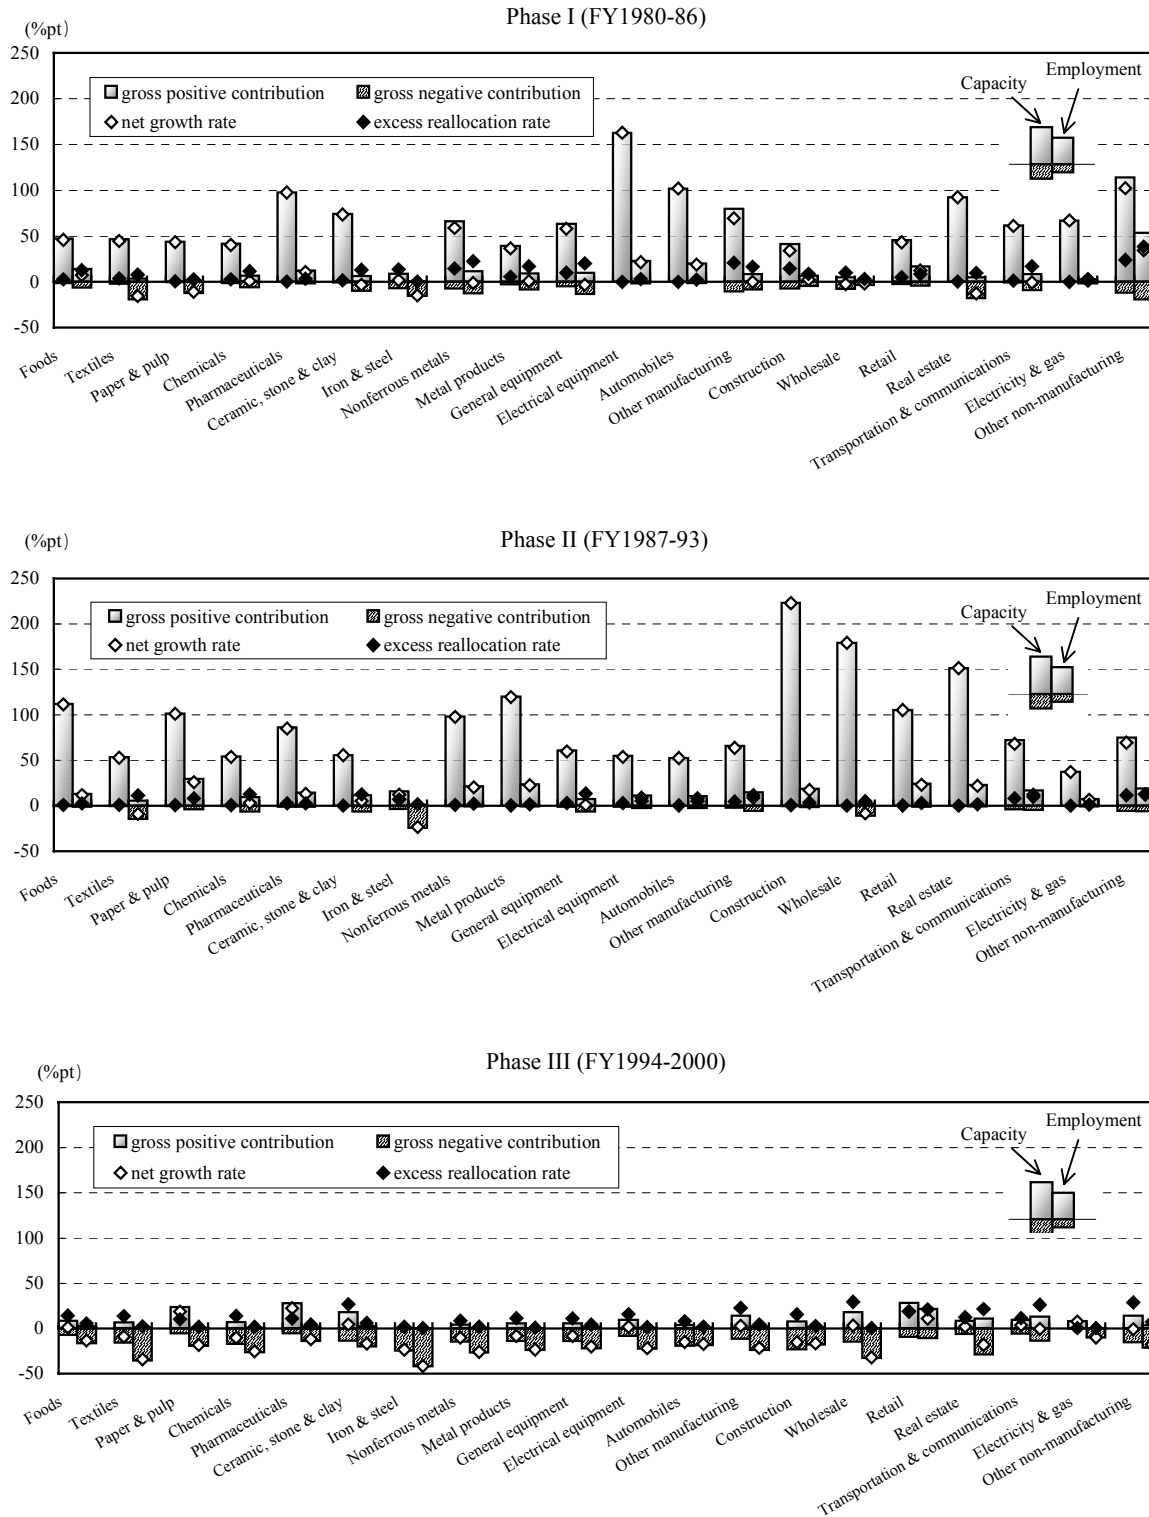 Phase I (FY1980-86)
(%pt)
250
200
150
100
50
0
-50
gross positive contribution
gross negative contribution
net growth rate
excess reallocation rate
Capacity
Employment
Foods
Textiles
Paper & pulp
Chemicals
Pharmaceuticals
Ceramic, stone & clay
Iron & steel
Nonferrous metals
Metal products
General equipment
Electrical equipment
Automobiles
Other manufacturing
Construction
Wholesale
Retail
Real estate
Transportation & communications
Electricity & gas
Other non-manufacturing
Phase II (FY1987-93)
(%pt)
250
200
150
100
50
0
-50
gross positive contribution
gross negative contribution
net growth rate
excess reallocation rate
Capacity
Employment
Foods
Textiles
Paper & pulp
Chemicals
Pharmaceuticals
Ceramic, stone & clay
Iron & steel
Nonferrous metals
Metal products
General equipment
Electrical equipment
Automobiles
Other manufacturing
Construction
Wholesale
Retail
Real estate
Transportation & communications
Electricity & gas
Other non-manufacturing
Phase III (FY1994-2000)
(%pt)
250
200
150
100
50
0
-50
gross positive contribution
gross negative contribution
net growth rate
excess reallocation rate
Capacity
Employment
Foods
Textiles
Paper & pulp
Chemicals
Pharmaceuticals
Ceramic, stone & clay
Iron & steel
Nonferrous metals
Metal products
General equipment
Electrical equipment
Automobiles
Other manufacturing
Construction
Wholesale
Retail
Real estate
Transportation & communications
Electricity & gas
Other non-manufacturing